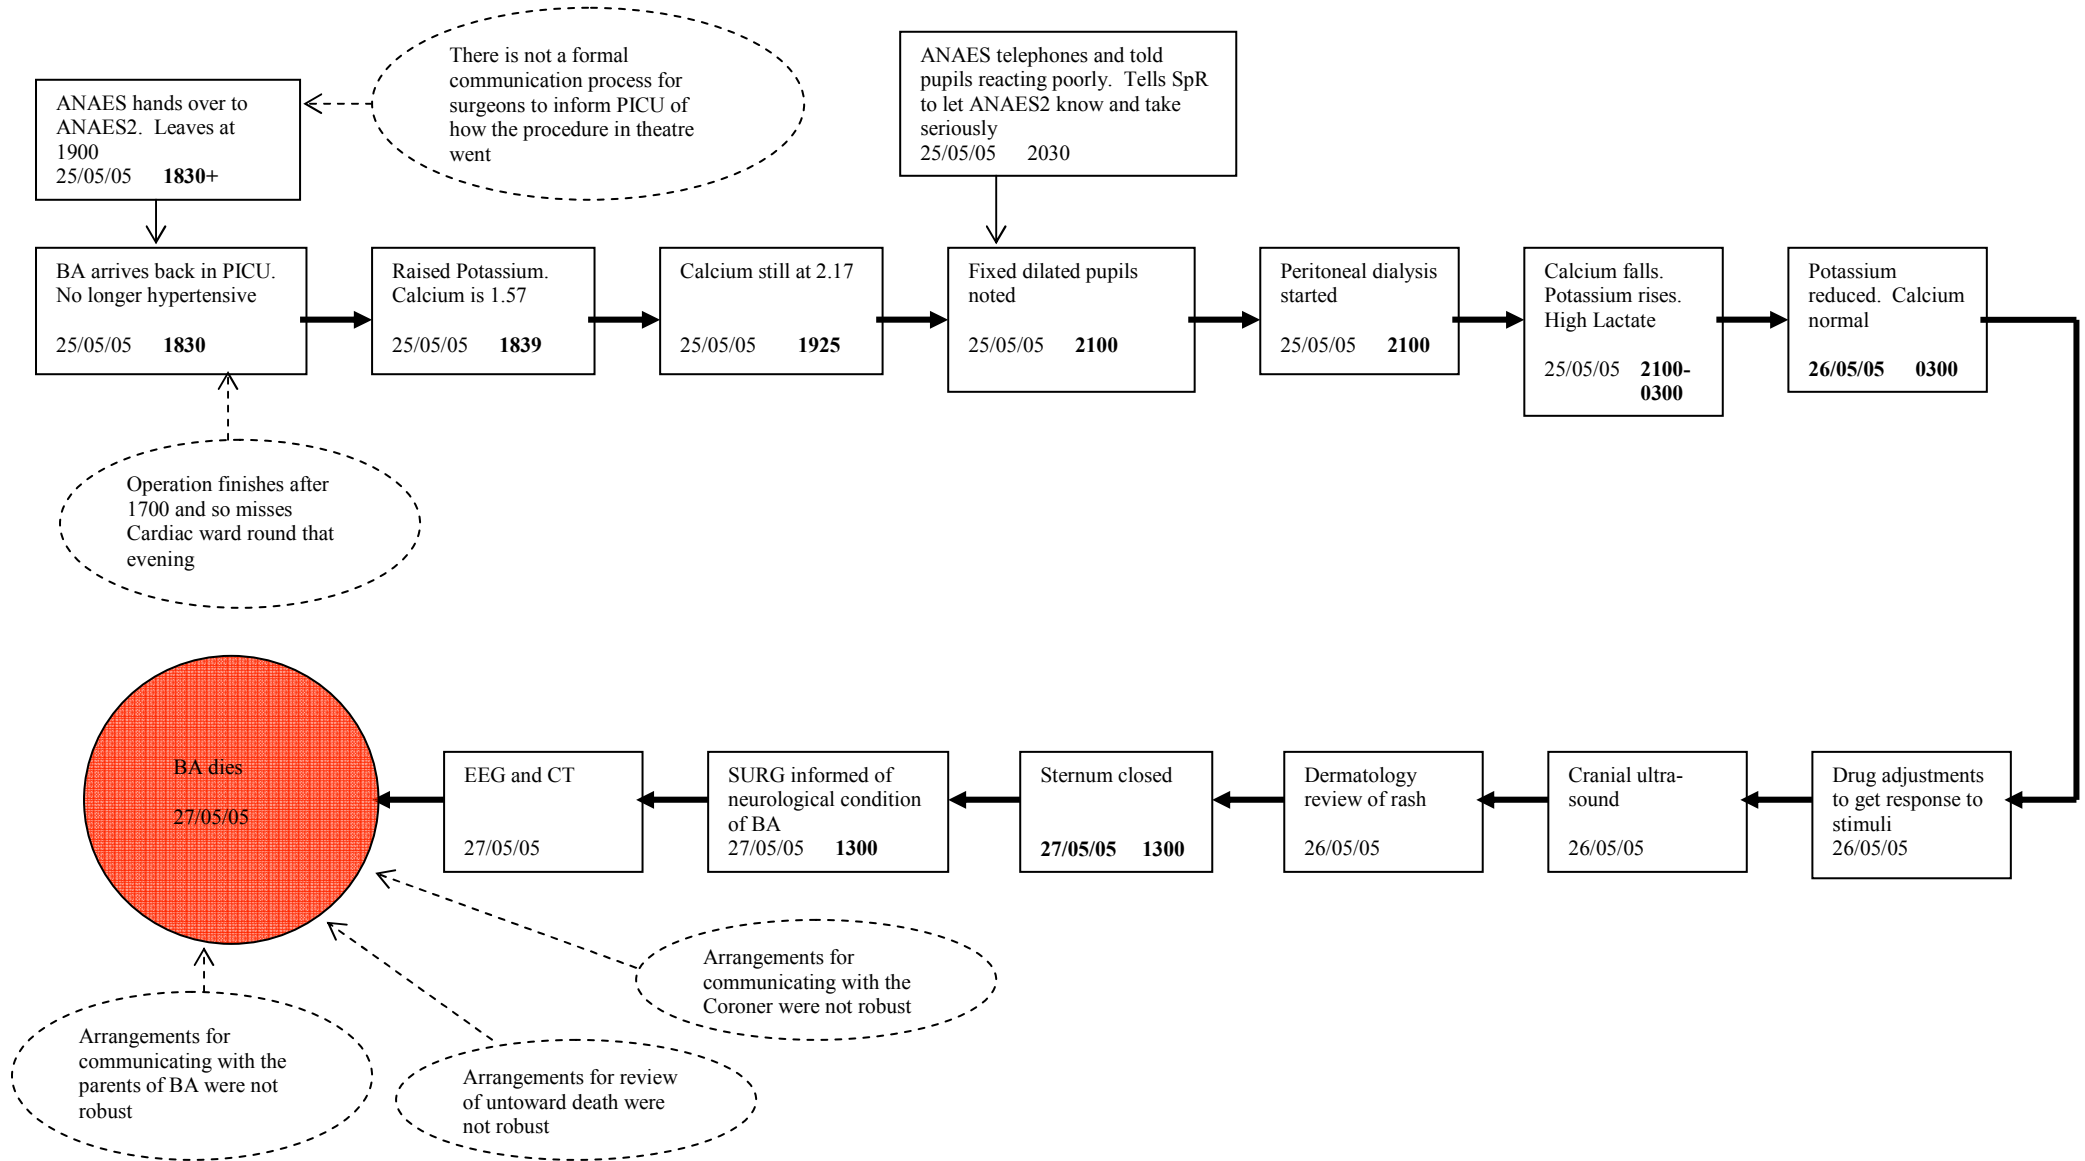 There is not a formal
communication process for
surgeons to inform PICU of
how the procedure in theatre
went
ANAES hands over to
ANAES2.  Leaves at
1900
25/05/05 1830+
ANAES telephones and told
pupils reacting poorly.  Tells SpR
to let ANAES2 know and take
seriously
25/05/05 2030
BA arrives back in PICU.
No longer hypertensive
25/05/05 1830
Raised Potassium.
Calcium is 1.57
25/05/05 1839
Calcium still at 2.17
25/05/05 1925
Fixed dilated pupils
noted
25/05/05 2100
Peritoneal dialysis
started
25/05/05 2100
Calcium falls.
Potassium rises.
High Lactate
25/05/05 2100-
0300
Potassium
reduced.  Calcium
normal
26/05/05 0300
Operation finishes after
1700 and so misses
Cardiac ward round that
evening
BA dies
27/05/05
EEG and CT
27/05/05
SURG informed of
neurological condition
of BA
27/05/05 1300
Sternum closed
27/05/05 1300
Dermatology
review of rash
26/05/05
Cranial ultra-
sound
26/05/05
Drug adjustments
to get response to
stimuli
26/05/05
Arrangements for
communicating with the
Coroner were not robust
Arrangements for
communicating with the
parents of BA were not
robust
Arrangements for review
of untoward death were
not robust